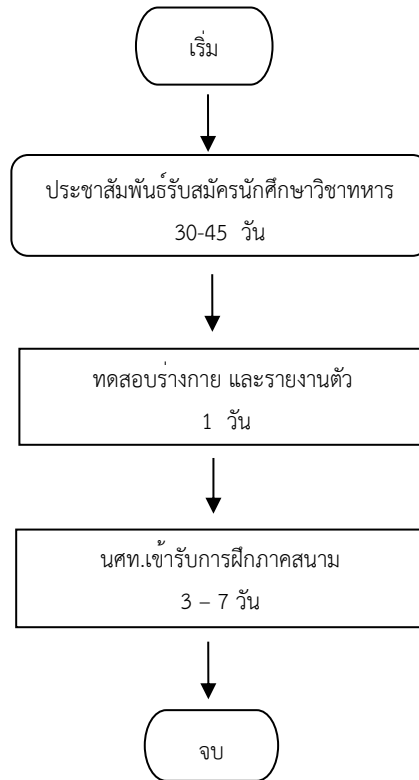 เริ่ม
ประชาสัมพันธ์รับสมัครนักศึกษาวิชาทหาร
30-45 วัน
ทดสอบร่างกาย และรายงานตัว
1 วัน
นศท.เข้ารับการฝึกภาคสนาม
3 – 7 วัน
จบ